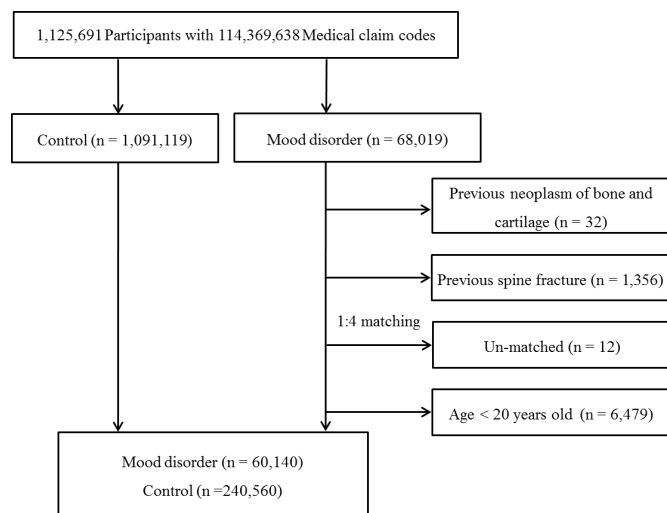 1,125,691 Participants with 114,369,638 Medical claim codes
Control (n = 1,091,119)
Mood disorder (n = 68,019)
Previous neoplasm of bone and
cartilage (n = 32)
Previous spine fracture (n = 1,356)
1:4 matching
Un-matched (n = 12)
Age < 20 years old (n = 6,479)
Mood disorder (n = 60,140)
Control (n =240,560)